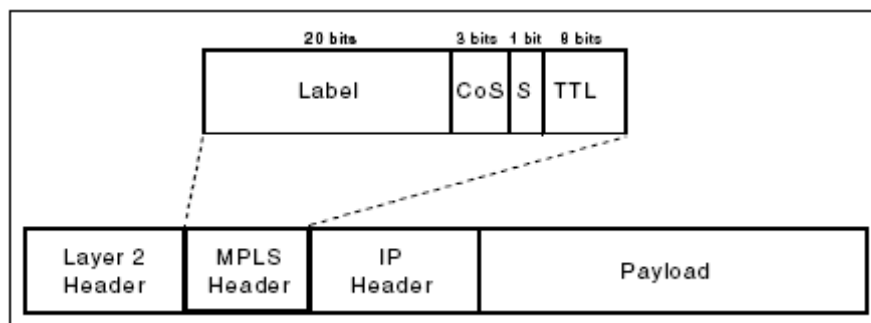 20 bits 3 bits 1 bit 8 bits
Label CoS S TTL
Layer 2 MPLS IP Payload
Header Header Header